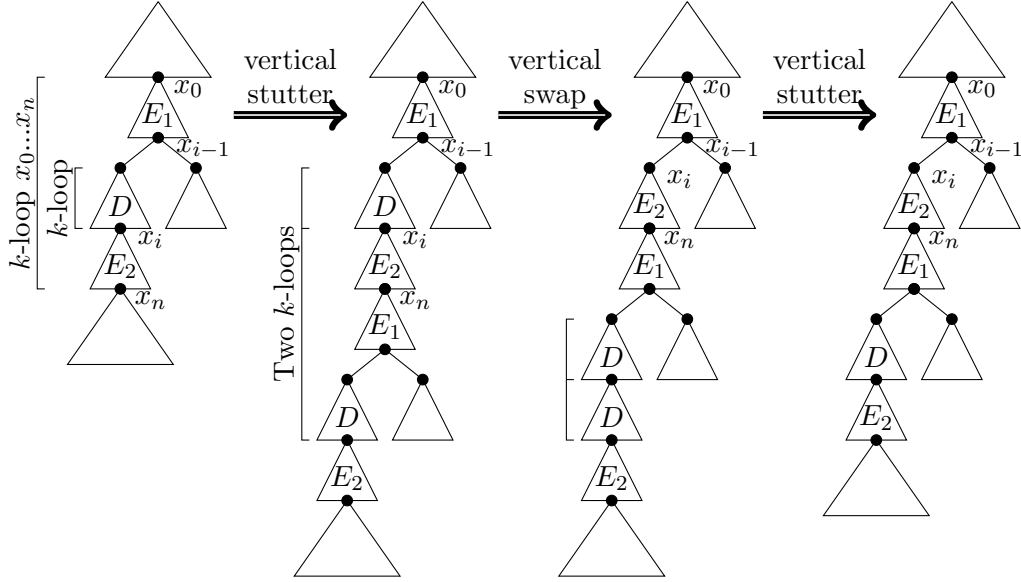 vertical
stutter
vertical
swap
vertical
stutter
k-loop x₀...xₙ
k-loop
x₀
E₁
xᵢ₋₁
D
xᵢ
E₂
xₙ
Two k-loops
x₀
E₁
xᵢ₋₁
D
xᵢ
E₂
xₙ
E₁
D
E₂
x₀
E₁
xᵢ₋₁
xᵢ
E₂
xₙ
E₁
D
D
E₂
x₀
E₁
xᵢ₋₁
xᵢ
E₂
xₙ
E₁
D
E₂